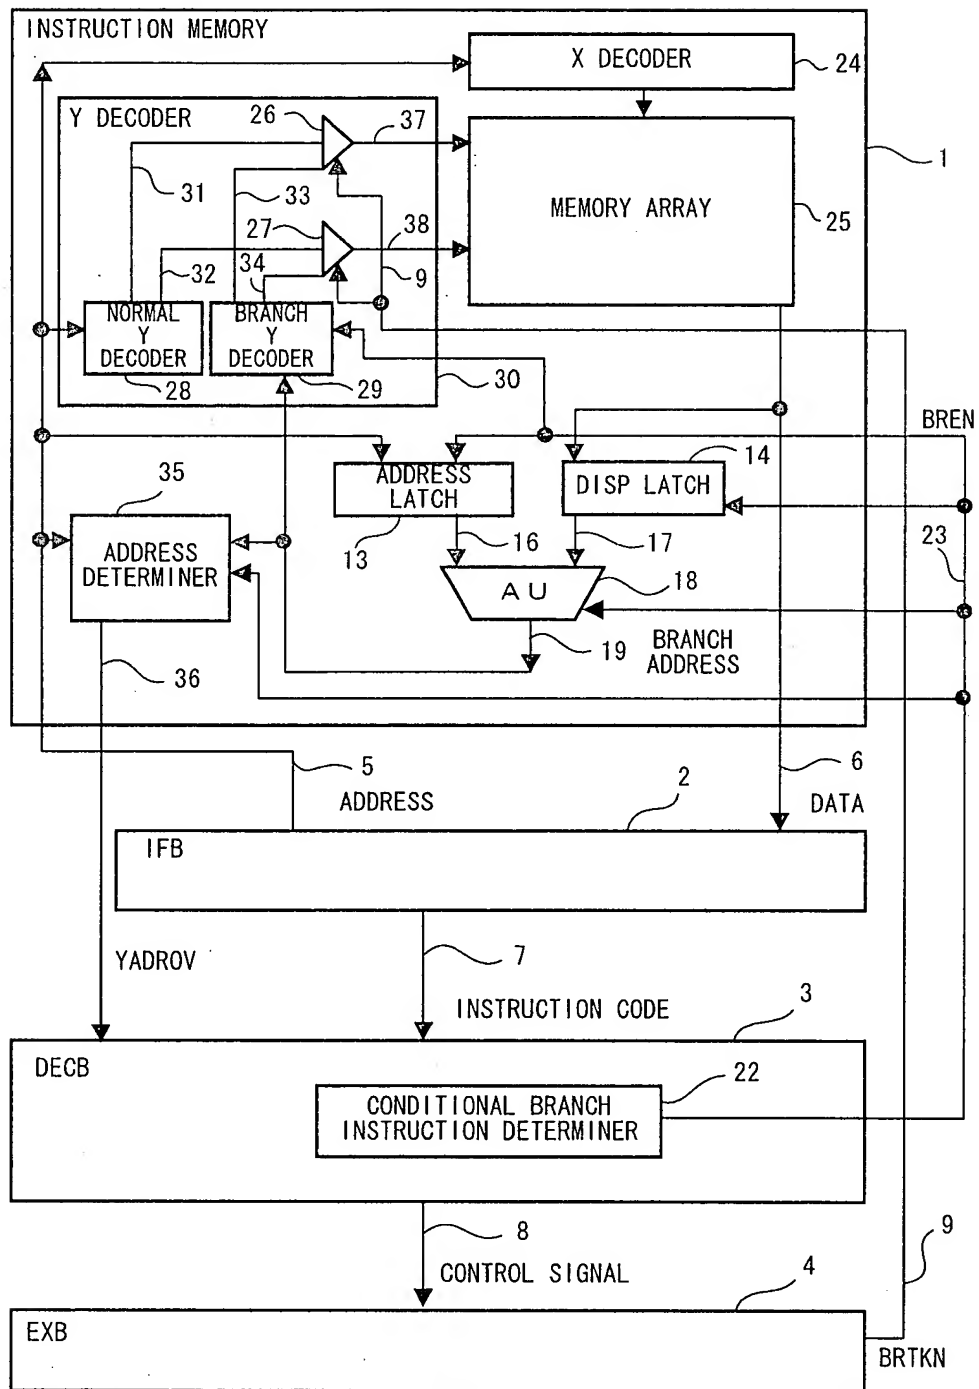 INSTRUCTION MEMORY
X DECODER
24
Y DECODER
26
37
1
31
33
MEMORY ARRAY
25
27
38
32
34
9
NORMAL
Y
DECODER
BRANCH
Y
DECODER
28
29
30
BREN
14
35
ADDRESS
LATCH
DISP LATCH
13
16
17
23
ADDRESS
DETERMINER
AU
18
19
BRANCH
ADDRESS
36
5
6
ADDRESS
2
DATA
IFB
YADROV
7
INSTRUCTION CODE
3
DECB
22
CONDITIONAL BRANCH
INSTRUCTION DETERMINER
8
9
CONTROL SIGNAL
4
EXB
BRTKN